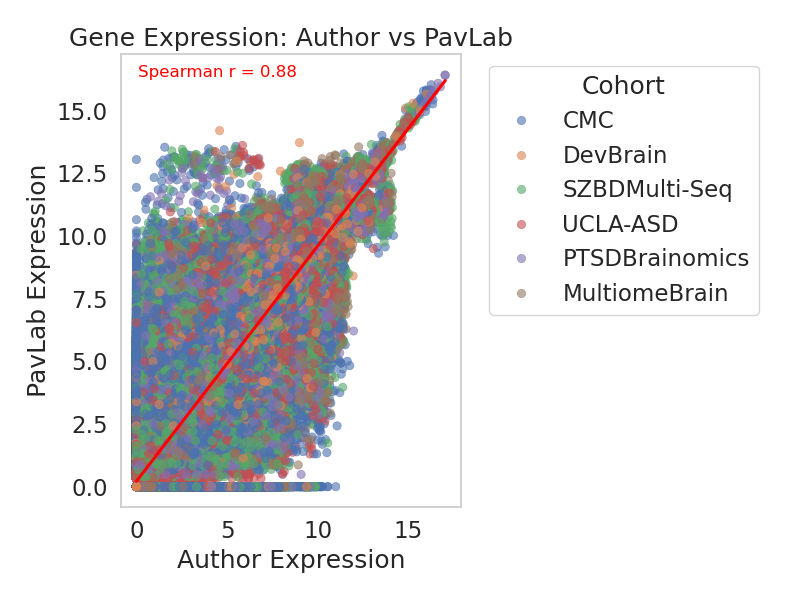 Gene Expression: Author vs PavLab
Spearman r = 0.88
PavLab Expression
15.0
12.5
10.0
7.5
5.0
2.5
0.0
0
5
10
15
Author Expression
Cohort
CMC
DevBrain
SZBDMulti-Seq
UCLA-ASD
PTSDBrainomics
MultiomeBrain